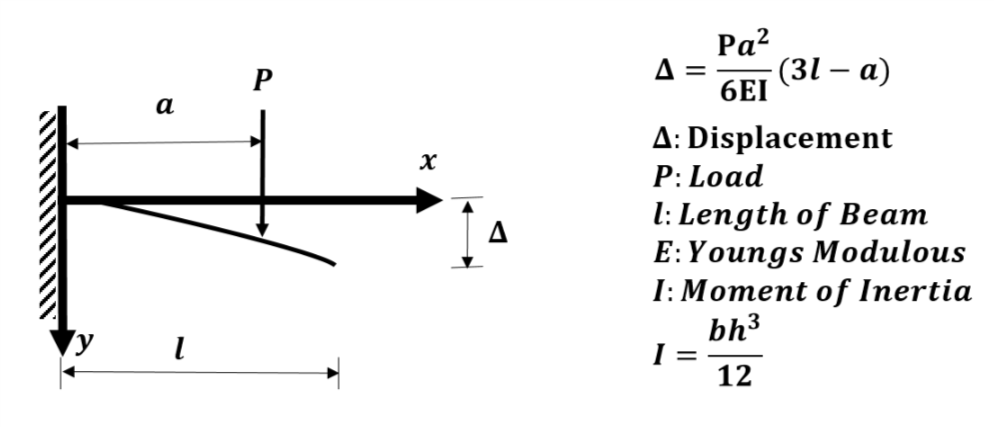 P
a
x
Δ
y
l
Δ = Pa²/6EI (3l − a)
Δ: Displacement
P: Load
l: Length of Beam
E: Youngs Modulous
I: Moment of Inertia
I = bh³/12